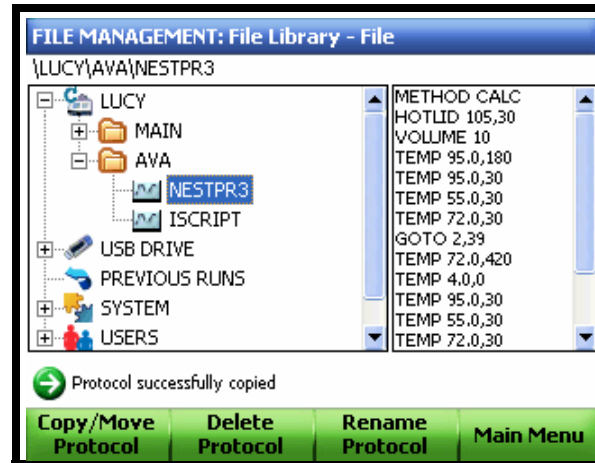 FILE MANAGEMENT: File Library - File
\LUCY\AVA\NESTPR3
LUCY
MAIN
AVA
NESTPR3
ISCRIPT
USB DRIVE
PREVIOUS RUNS
SYSTEM
USERS
METHOD CALC
HOTLID 105,30
VOLUME 10
TEMP 95.0,180
TEMP 95.0,30
TEMP 55.0,30
TEMP 72.0,30
GOTO 2,39
TEMP 72.0,420
TEMP 4.0,0
TEMP 95.0,30
TEMP 55.0,30
TEMP 72.0,30
Protocol successfully copied
Copy/Move Protocol
Delete Protocol
Rename Protocol
Main Menu